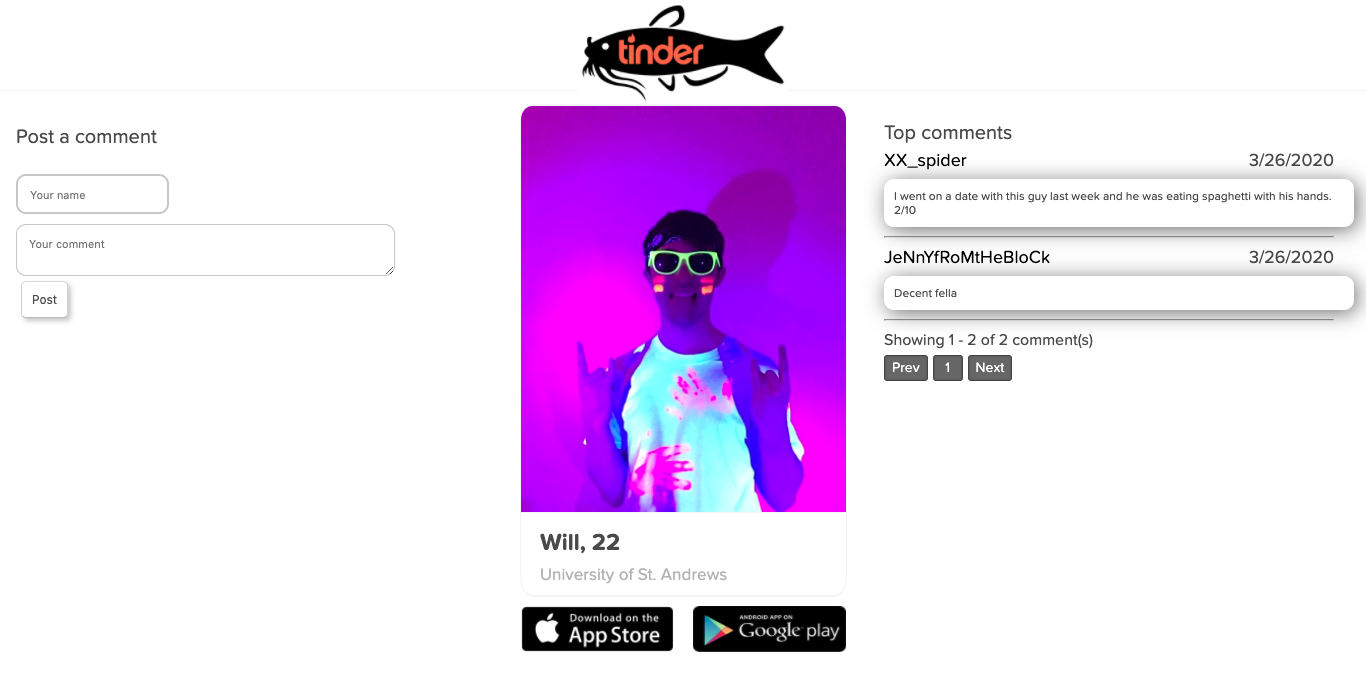 tinder
Post a comment
Your name
Your comment
Post
Will, 22
University of St. Andrews
Download on the
App Store
ANDROID APP ON
Google play
Top comments
XX_spider 3/26/2020
I went on a date with this guy last week and he was eating spaghetti with his hands.
2/10
JeNnYfRoMtHeBloCk 3/26/2020
Decent fella
Showing 1 - 2 of 2 comment(s)
Prev 1 Next